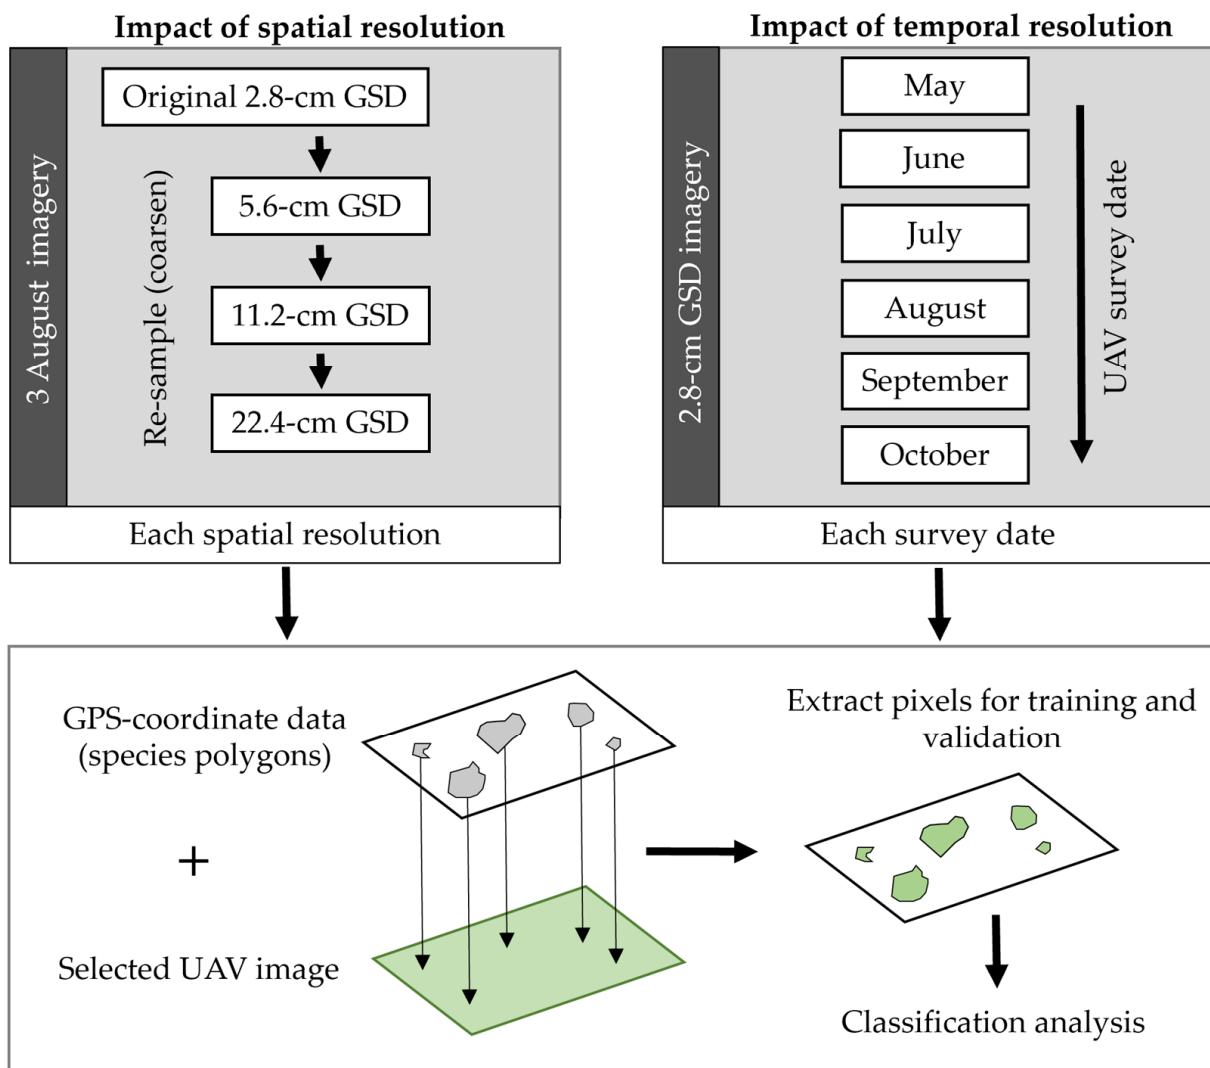 Impact of spatial resolution
3 August imagery
Re-sample (coarsen)
Original 2.8-cm GSD
5.6-cm GSD
11.2-cm GSD
22.4-cm GSD
Each spatial resolution
Impact of temporal resolution
2.8-cm GSD imagery
May
June
July
August
September
October
UAV survey date
Each survey date
GPS-coordinate data
(species polygons)
+
Selected UAV image
Extract pixels for training and
validation
Classification analysis